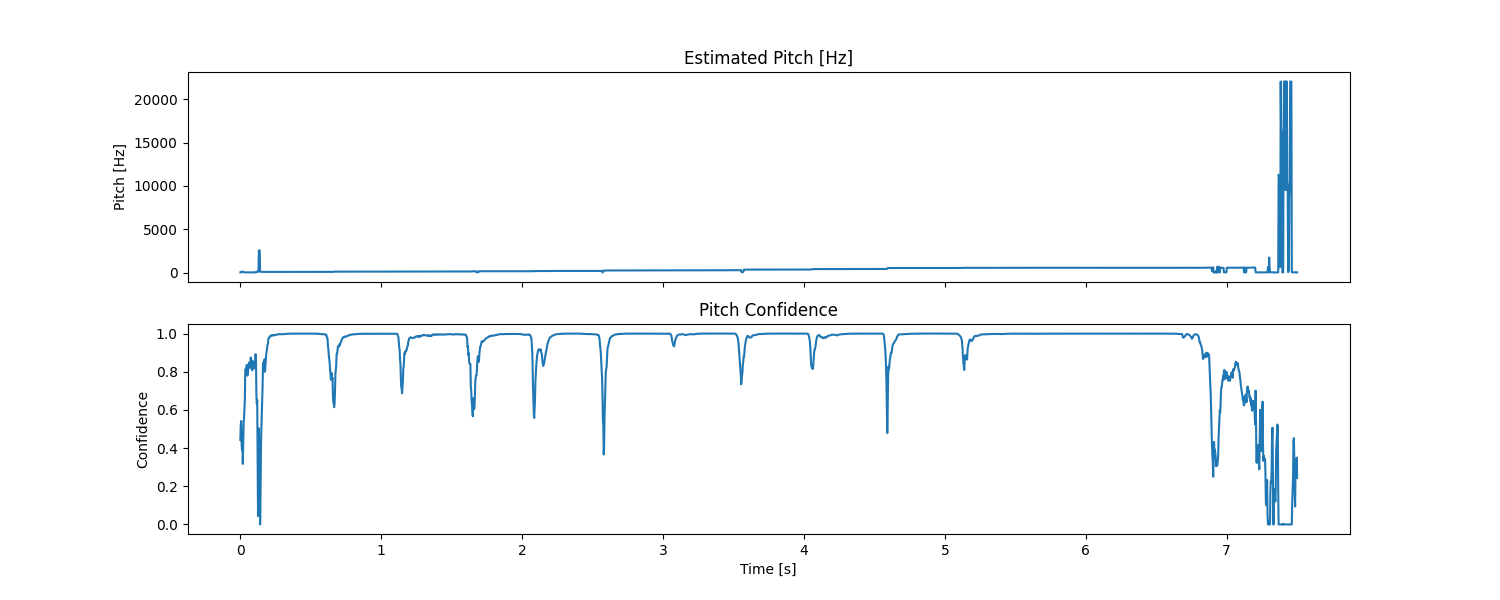 Estimated Pitch [Hz]
Pitch [Hz]
20000
15000
10000
5000
0
Pitch Confidence
Confidence
1.0
0.8
0.6
0.4
0.2
0.0
0 1 2 3 4 5 6 7
Time [s]